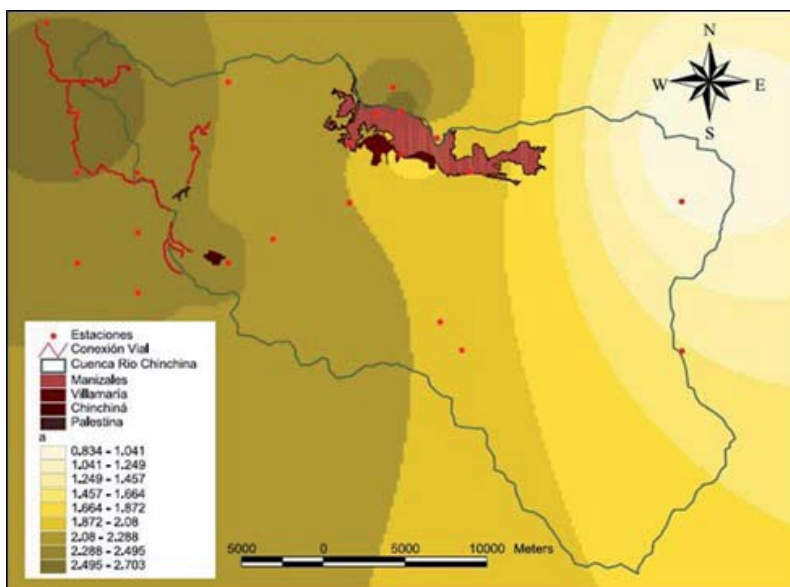 N
W E
S
Estaciones
Conexión Vial
Cuenca Rio Chinchina
Manizales
Villamaría
Chinchiná
Palestina
a
0.834 - 1.041
1.041 - 1.249
1.249 - 1.457
1.457 - 1.664
1.664 - 1.872
1.872 - 2.08
2.08 - 2.288
2.288 - 2.495
2.495 - 2.703
5000 0 5000 10000 Meters